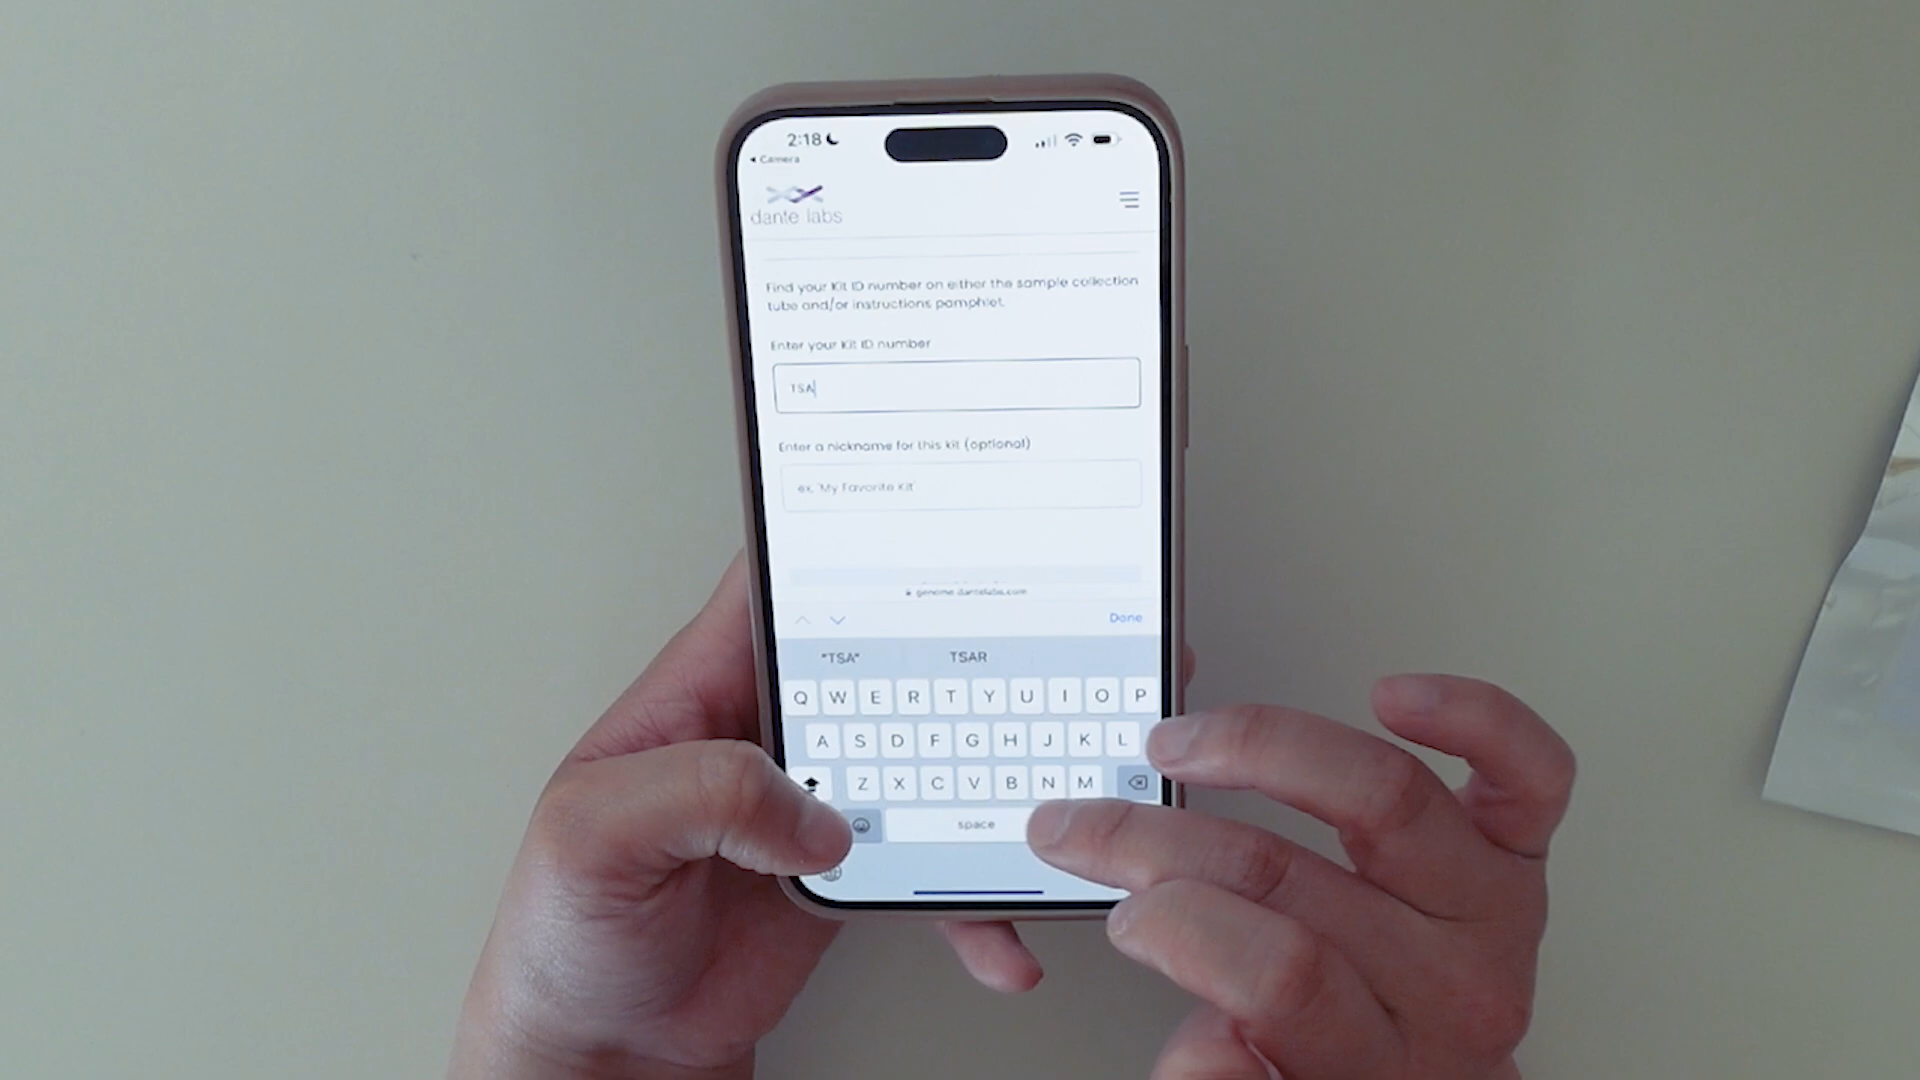 2:18
Camera
dante labs
Find your Kit ID number on either the sample collection
tube and/or instructions pamphlet.
Enter your Kit ID number
TSA
Enter a nickname for this kit (optional)
ex. 'My Favorite Kit'
genome.dantelabs.com
Done
"TSA" TSAR
Q W E R T Y U I O P
A S D F G H J K L
Z X C V B N M
space